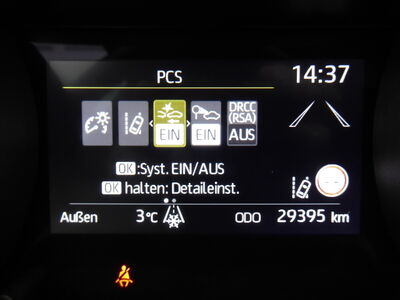 PCS
14:37
EIN
EIN
DRCC
(RSA)
AUS
OK:Syst. EIN/AUS
OK halten: Detaileinst.
Außen 3°C ODO 29395 km